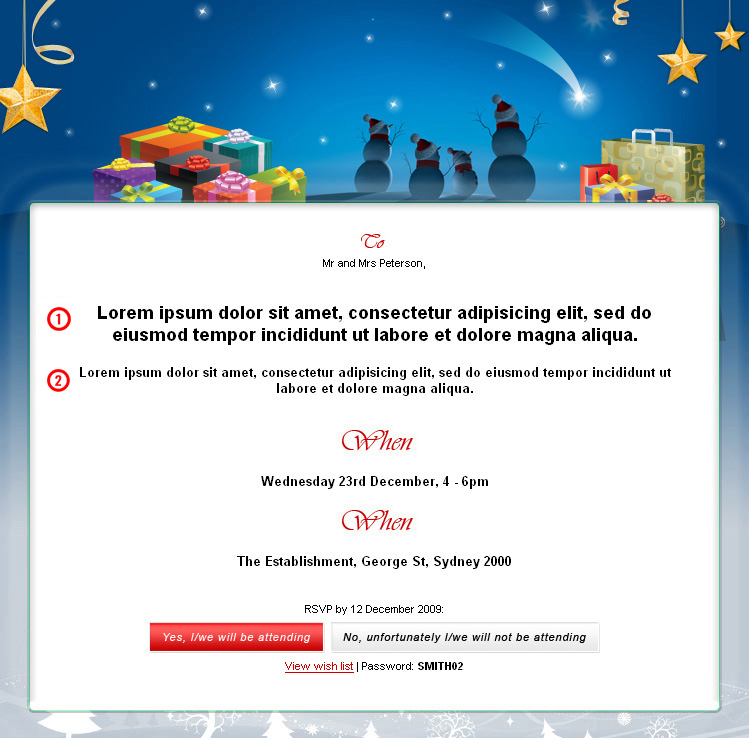 To
Mr and Mrs Peterson,
1
Lorem ipsum dolor sit amet, consectetur adipisicing elit, sed do
eiusmod tempor incididunt ut labore et dolore magna aliqua.
2
Lorem ipsum dolor sit amet, consectetur adipisicing elit, sed do eiusmod tempor incididunt ut
labore et dolore magna aliqua.
When
Wednesday 23rd December, 4 - 6pm
When
The Establishment, George St, Sydney 2000
RSVP by 12 December 2009:
Yes, I/we will be attending
No, unfortunately I/we will not be attending
View wish list | Password: SMITH02